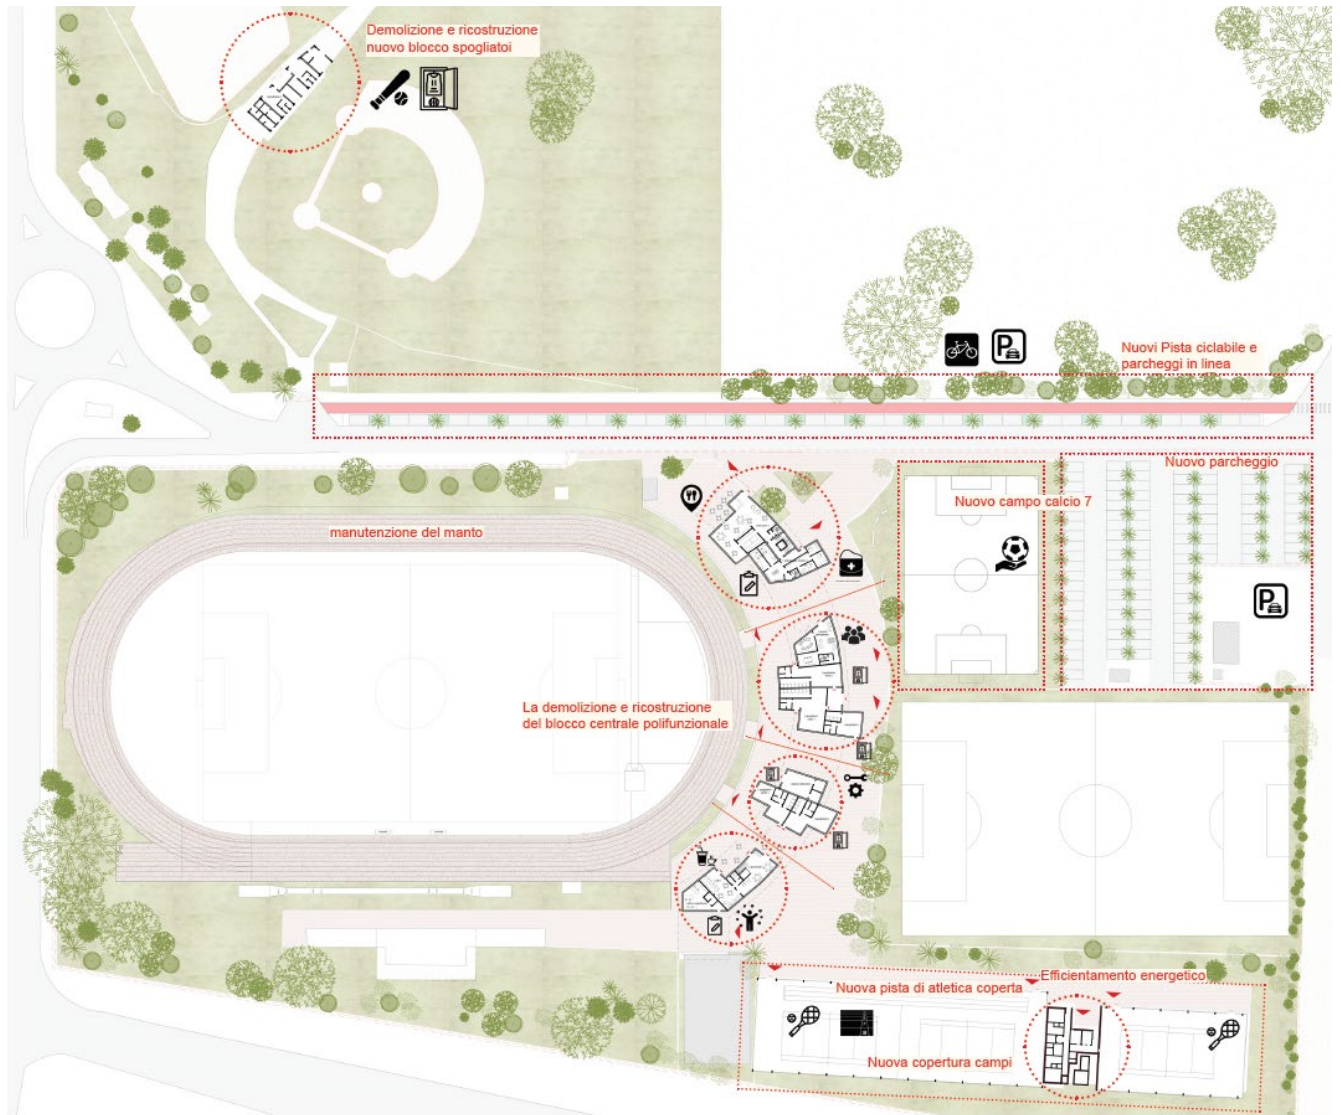 Demolizione e ricostruzione
nuovo blocco spogliatoi
Nuovi Pista ciclabile e
parcheggi in linea
P
Nuovo parcheggio
Nuovo campo calcio 7
manutenzione del manto
P
La demolizione e ricostruzione
del blocco centrale polifunzionale
Efficientamento energetico
Nuova pista di atletica coperta
Nuova copertura campi